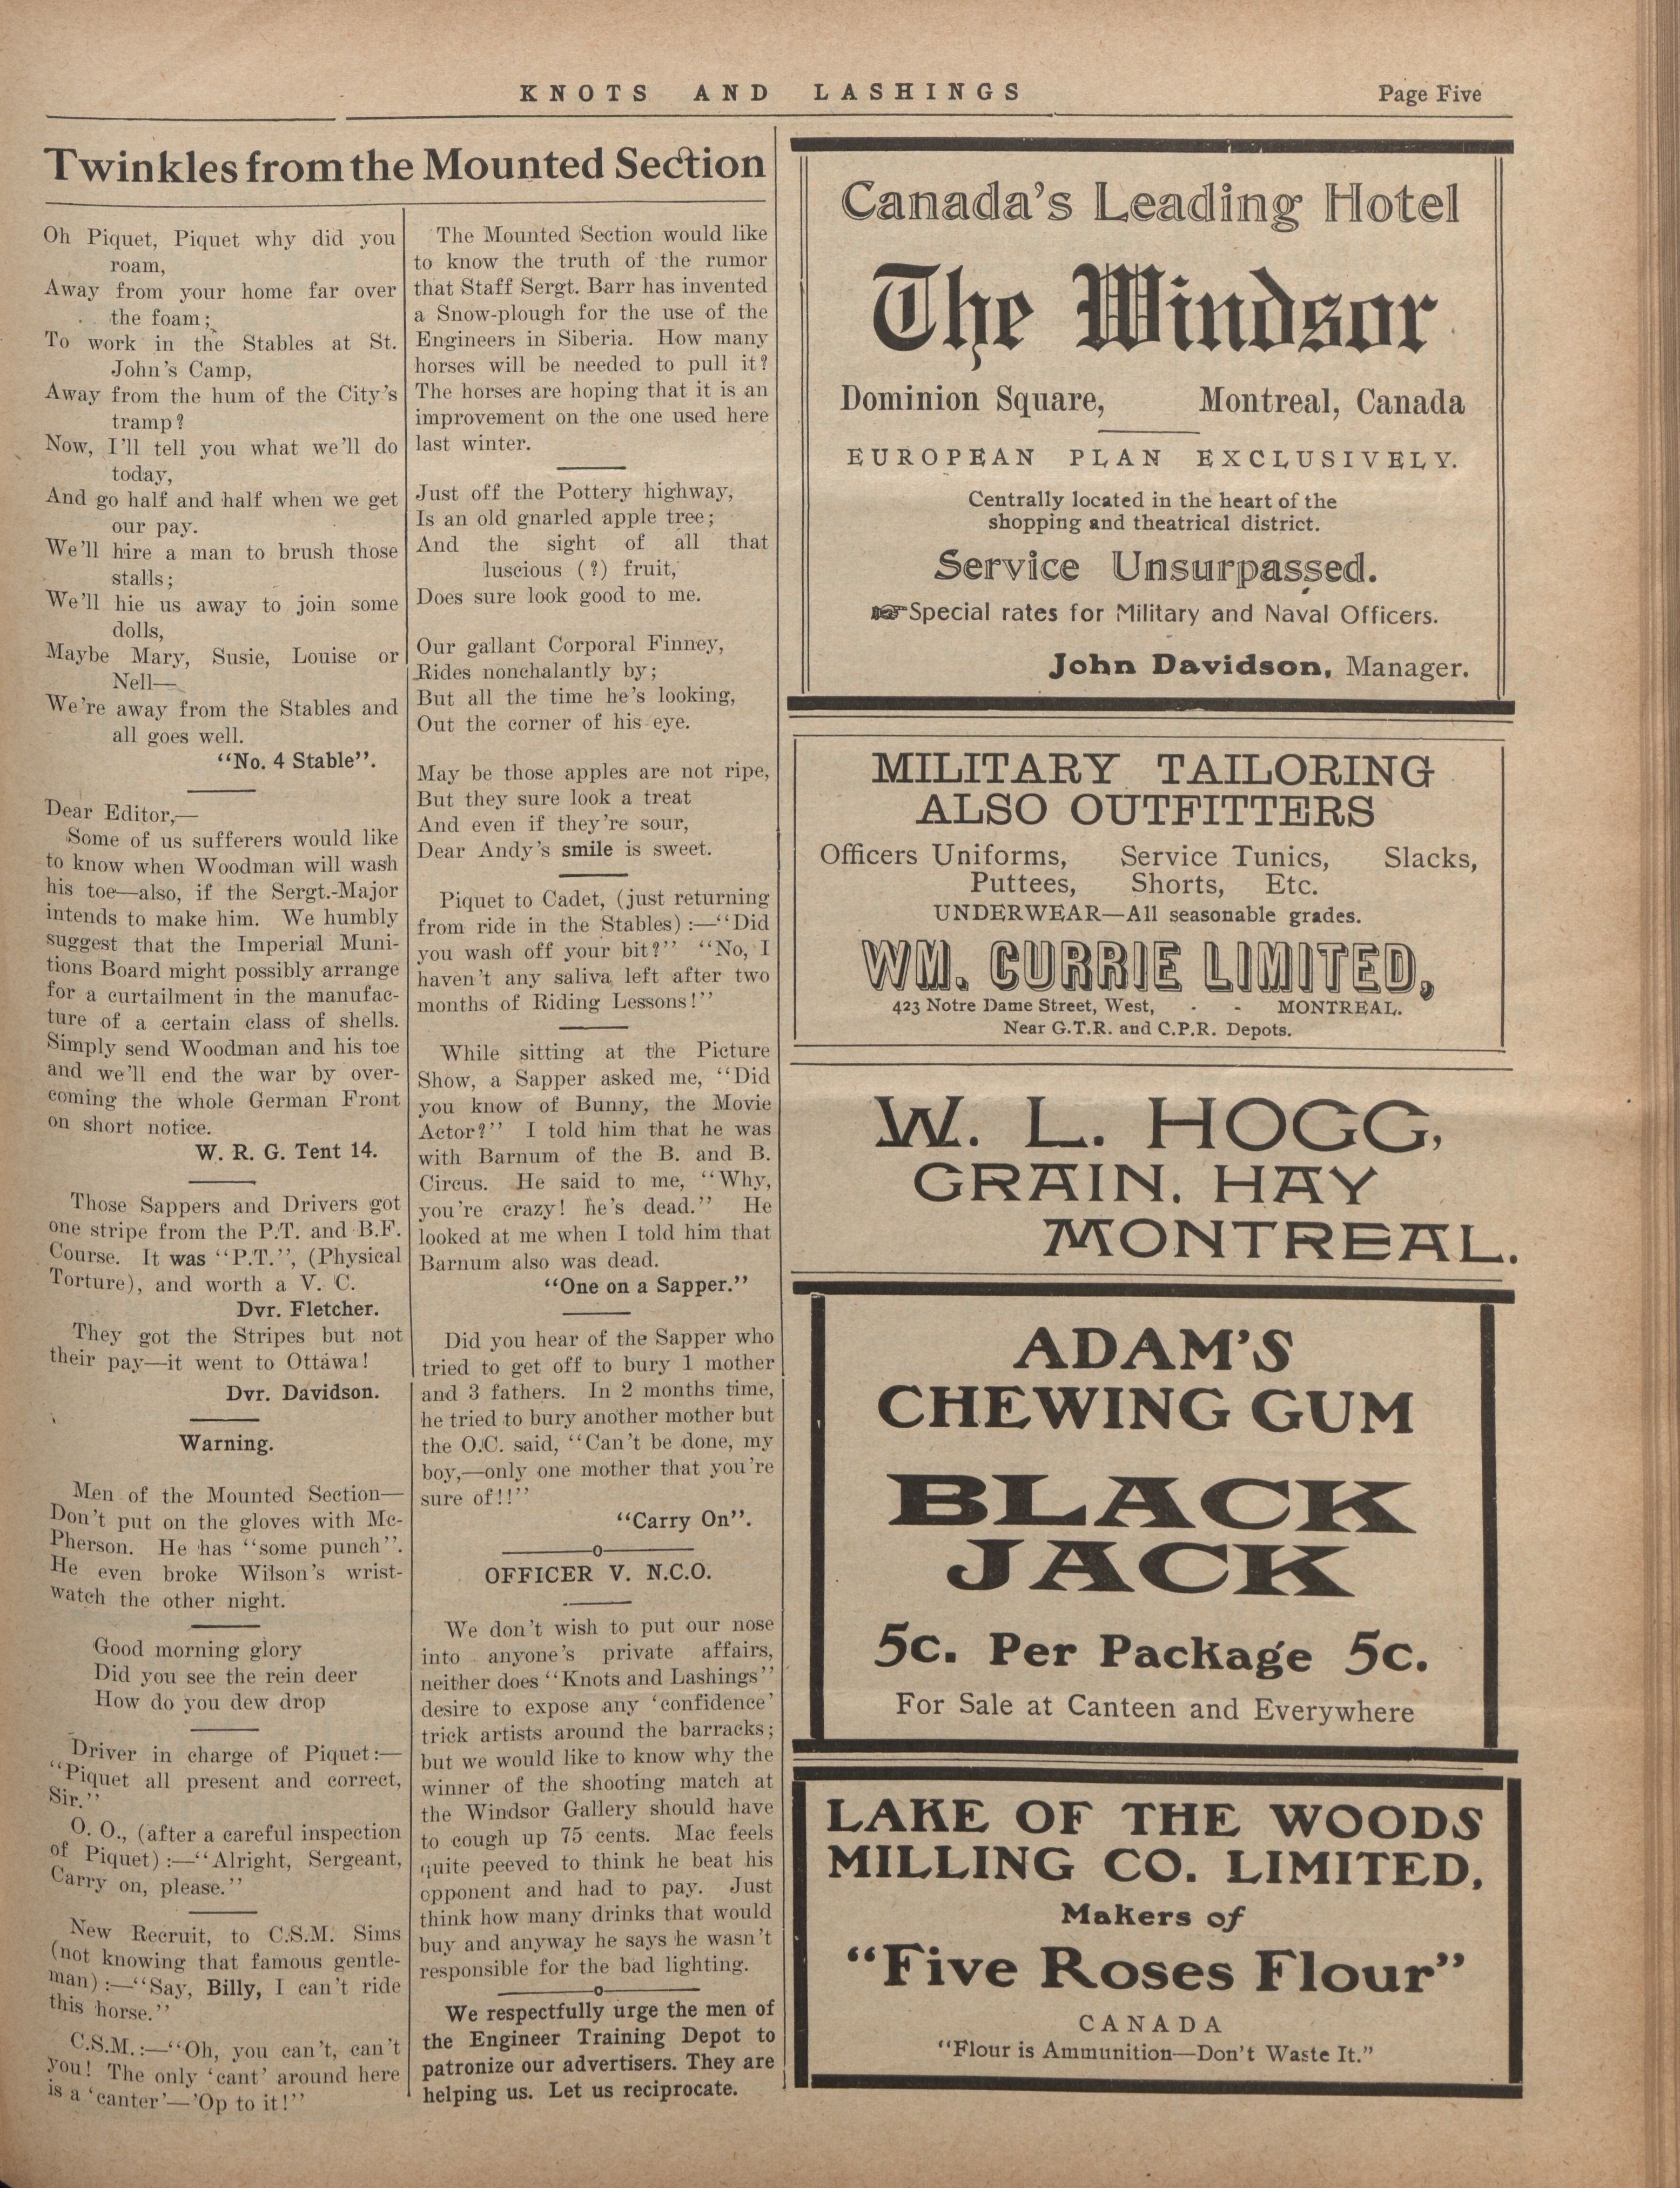 KNOTS AND LASHINGS
Page Five
Twinkles from the Mounted Section
Oh Piquet, Piquet why did you
roam,
Away from your home far over
the foam;
To work in the Stables at St.
John's Camp,
Away from the hum of the City's
tramp?
Now, I'll tell you what we'll do
today,
And go half and half when we get
our pay.
We'll hire a man to brush those
stalls;
We'll hie us away to join some
dolls,
Maybe Mary, Susie, Louise or
Nell—
We're away from the Stables and
all goes well.
"No. 4 Stable".
Dear Editor,—
Some of us sufferers would like
to know when Woodman will wash
his toe—also, if the Sergt.-Major
intends to make him. We humbly
suggest that the Imperial Muni-
tions Board might possibly arrange
for a curtailment in the manufac-
ture of a certain class of shells.
Simply send Woodman and his toe
and we'll end the war by over-
coming the whole German Front
on short notice.
W. R. G. Tent 14.
Those Sappers and Drivers got
one stripe from the P.T. and B.F.
Course. It was "P.T.", (Physical
Torture), and worth a V. C.
Dvr. Fletcher.
They got the Stripes but not
their pay—it went to Ottawa!
Dvr. Davidson.
Warning.
Men of the Mounted Section—
Don't put on the gloves with Mc-
Pherson. He has "some punch".
He even broke Wilson's wrist-
watch the other night.
Good morning glory
Did you see the rein deer
How do you dew drop
Driver in charge of Piquet:—
"Piquet all present and correct,
Sir."
O. O., (after a careful inspection
of Piquet):—"Alright, Sergeant,
Carry on, please."
New Recruit, to C.S.M. Sims
(not knowing that famous gentle-
man):—"Say, Billy, I can't ride
this horse."
C.S.M.:—"Oh, you can't, can't
you! The only 'cant' around here
is a 'canter'—'Op to it!"
The Mounted Section would like
to know the truth of the rumor
that Staff Sergt. Barr has invented
a Snow-plough for the use of the
Engineers in Siberia. How many
horses will be needed to pull it?
The horses are hoping that it is an
improvement on the one used here
last winter.
Just off the Pottery highway,
Is an old gnarled apple tree;
And the sight of all that
luscious (?) fruit,
Does sure look good to me.
Our gallant Corporal Finney,
Rides nonchalantly by;
But all the time he's looking,
Out the corner of his eye.
May be those apples are not ripe,
But they sure look a treat
And even if they're sour,
Dear Andy's smile is sweet.
Piquet to Cadet, (just returning
from ride in the Stables):—"Did
you wash off your bit?" "No, I
haven't any saliva left after two
months of Riding Lessons!"
While sitting at the Picture
Show, a Sapper asked me, "Did
you know of Bunny, the Movie
Actor?" I told him that he was
with Barnum of the B. and B.
Circus. He said to me, "Why,
you're crazy! he's dead." He
looked at me when I told him that
Barnum also was dead.
"One on a Sapper."
Did you hear of the Sapper who
tried to get off to bury 1 mother
and 3 fathers. In 2 months time,
he tried to bury another mother but
the O.C. said, "Can't be done, my
boy,—only one mother that you're
sure of!!"
"Carry On".
OFFICER V. N.C.O.
We don't wish to put our nose
into anyone's private affairs,
neither does "Knots and Lashings"
desire to expose any 'confidence'
trick artists around the barracks;
but we would like to know why the
winner of the shooting match at
the Windsor Gallery should have
to cough up 75 cents. Mac feels
quite peeved to think he beat his
opponent and had to pay. Just
think how many drinks that would
buy and anyway he says he wasn't
responsible for the bad lighting.
We respectfully urge the men of
the Engineer Training Depot to
patronize our advertisers. They are
helping us. Let us reciprocate.
Canada's Leading Hotel
The Windsor
Dominion Square, Montreal, Canada
EUROPEAN PLAN EXCLUSIVELY.
Centrally located in the heart of the
shopping and theatrical district.
Service Unsurpassed.
☞Special rates for Military and Naval Officers.
John Davidson, Manager.
MILITARY TAILORING
ALSO OUTFITTERS
Officers Uniforms, Service Tunics, Slacks,
Puttees, Shorts, Etc.
UNDERWEAR—All seasonable grades.
WM. CURRIE LIMITED,
423 Notre Dame Street, West, - - MONTREAL.
Near G.T.R. and C.P.R. Depots.
W. L. HOGG,
GRAIN. HAY
MONTREAL.
ADAM'S
CHEWING GUM
BLACK
JACK
5c. Per Package 5c.
For Sale at Canteen and Everywhere
LAKE OF THE WOODS
MILLING CO. LIMITED,
Makers of
"Five Roses Flour"
CANADA
"Flour is Ammunition—Don't Waste It."